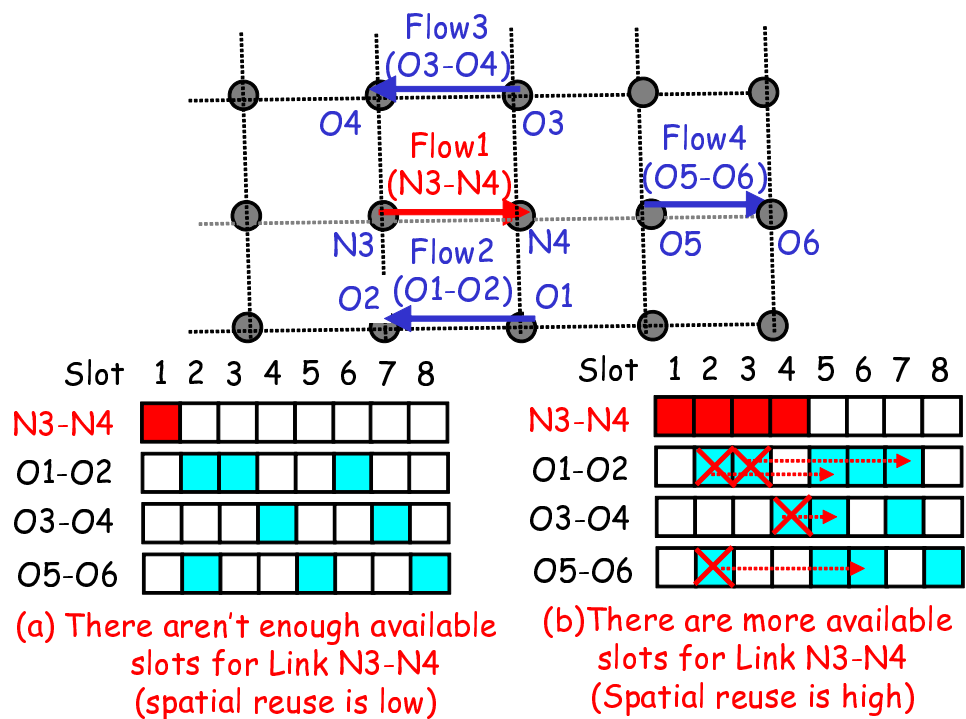 Flow3
(O3-O4)
O4
O3
Flow1
(N3-N4)
Flow4
(O5-O6)
N3
N4
O5
O6
Flow2
(O1-O2)
O2
O1
Slot 1 2 3 4 5 6 7 8
N3-N4
O1-O2
O3-O4
O5-O6
(a) There aren't enough available
slots for Link N3-N4
(spatial reuse is low)
Slot 1 2 3 4 5 6 7 8
N3-N4
O1-O2
O3-O4
O5-O6
(b)There are more available
slots for Link N3-N4
(Spatial reuse is high)